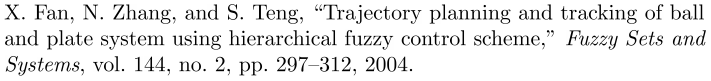 X. Fan, N. Zhang, and S. Teng, “Trajectory planning and tracking of ball
and plate system using hierarchical fuzzy control scheme,” Fuzzy Sets and
Systems, vol. 144, no. 2, pp. 297–312, 2004.